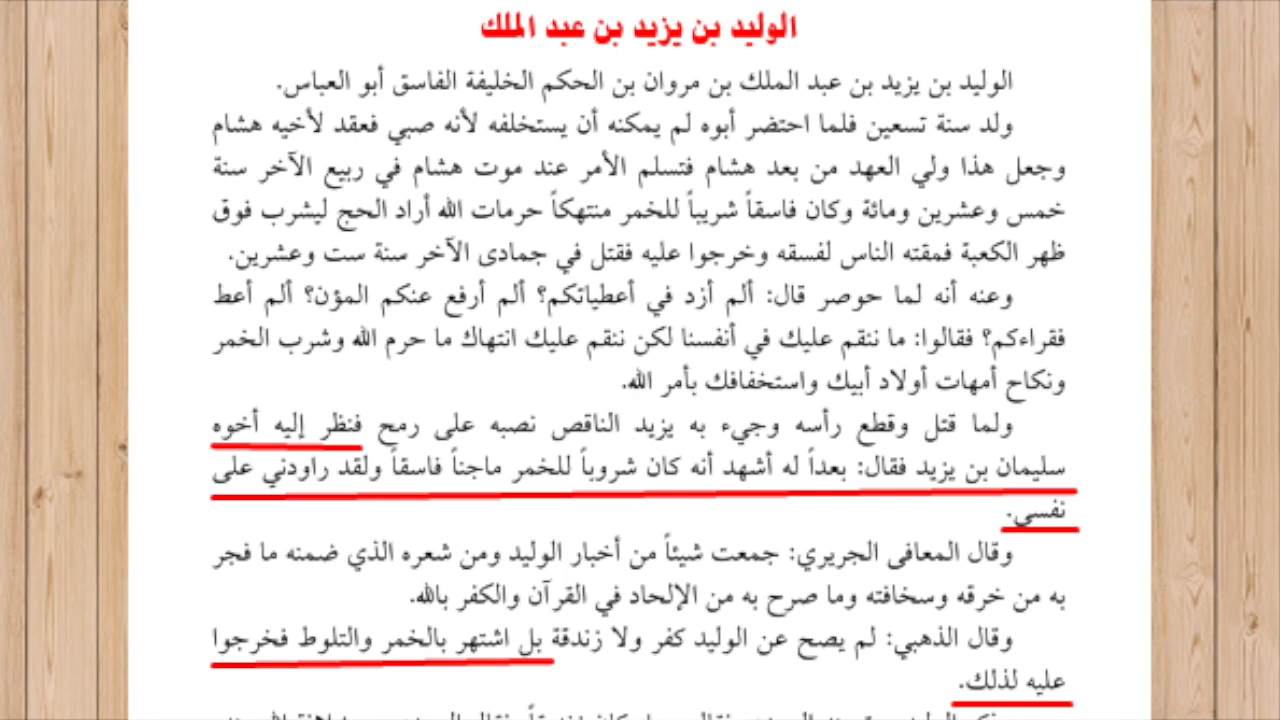 الوليد بن يزيد بن عبد الملك
الوليد بن يزيد بن عبد الملك بن مروان بن الحكم الخليفة الفاسق أبو العباس.
ولد سنة تسعين فلما احتضر أبوه لم يمكنه أن يستخلفه لأنه صبي فعقد لأخيه هشام
وجعل هذا ولي العهد من بعد هشام فتسلم الأمر عند موت هشام في ربيع الآخر سنة
خمس وعشرين ومائة وكان فاسقاً شريباً للخمر منتهكاً حرمات الله أراد الحج ليشرب فوق
ظهر الكعبة فمقته الناس لفسقه وخرجوا عليه فقتل في جمادى الآخر سنة ست وعشرين.
وعنه أنه لما حوصر قال: ألم أزد في أعطياتكم؟ ألم أرفع عنكم المؤن؟ ألم أعط
فقراءكم؟ فقالوا: ما ننقم عليك في أنفسنا لكن ننقم عليك انتهاك ما حرم الله وشرب الخمر
ونكاح أمهات أولاد أبيك واستخفافك بأمر الله.
ولما قتل وقطع رأسه وجيء به يزيد الناقص نصبه على رمح فنظر إليه أخوه
سليمان بن يزيد فقال: بعداً له أشهد أنه كان شروباً للخمر ماجناً فاسقاً ولقد راودني على
نفسي.
وقال المعافى الجريري: جمعت شيئاً من أخبار الوليد ومن شعره الذي ضمنه ما فجر
به من خرقه وسخافته وما صرح به من الإلحاد في القرآن والكفر بالله.
وقال الذهبي: لم يصح عن الوليد كفر ولا زندقة بل اشتهر بالخمر والتلوط فخرجوا
عليه لذلك.